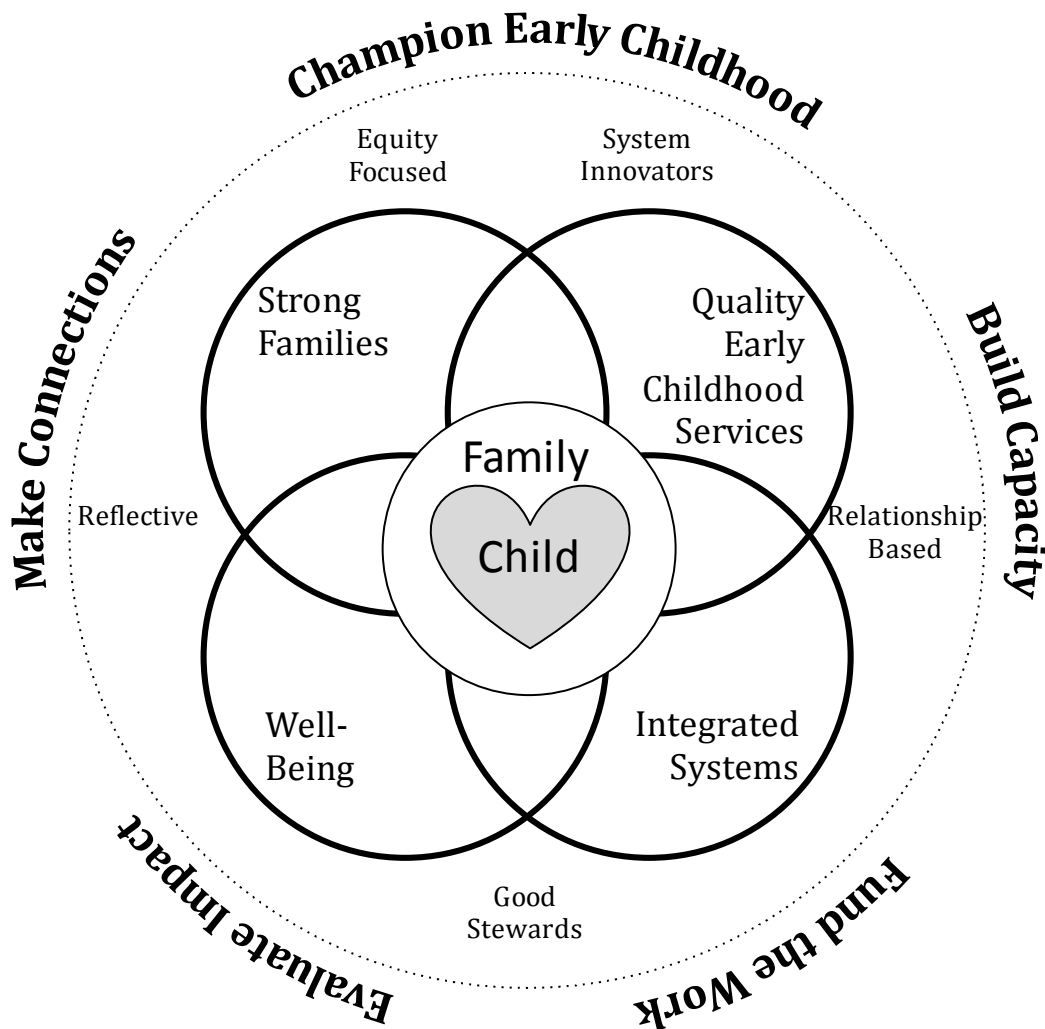 Champion Early Childhood
Equity
Focused
System
Innovators
Make Connections
Build Capacity
Strong
Families
Quality
Early
Childhood
Services
Family
Child
Reflective
Relationship
Based
Well-
Being
Integrated
Systems
Good
Stewards
Evaluate Impact
Fund the Work